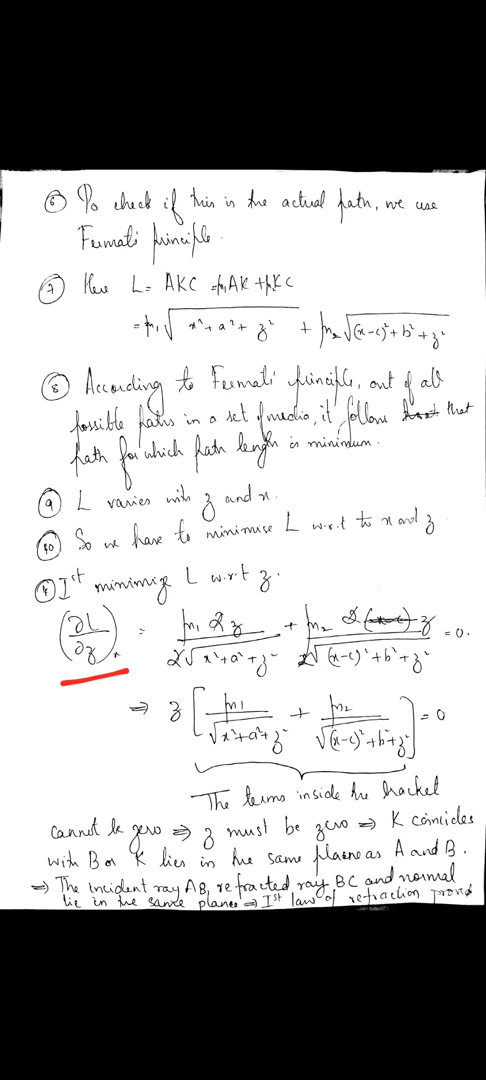 ⑥ To check if this is the actual path, we use
Fermat's principle.
⑦ Here L = AKC = μ₁AK + μ₂KC
= μ₁√(x² + a² + z²) + μ₂√((x-c)² + b² + z²)
⑧ According to Fermat's principle, out of all
possible paths in a set of media, it follows that
path for which path length is minimum.
⑨ L varies with z and x.
⑩ So we have to minimise L w.r.t to x and z
⑪ Ist minimize L w.r.t z.
(∂L/∂z)ₓ = μ₁ 2z / 2√(x² + a² + z²) + μ₂ 2 z / 2√((x-c)² + b² + z²) = 0.
⇒ z [ μ₁/√(x² + a² + z²) + μ₂/√((x-c)² + b² + z²) ] = 0
The terms inside the bracket
cannot be zero ⇒ z must be zero ⇒ K coincides
with B or K lies in the same plane as A and B.
⇒ The incident ray AB, refracted ray BC and normal
lie in the same plane ⇒ Ist law of refraction proved